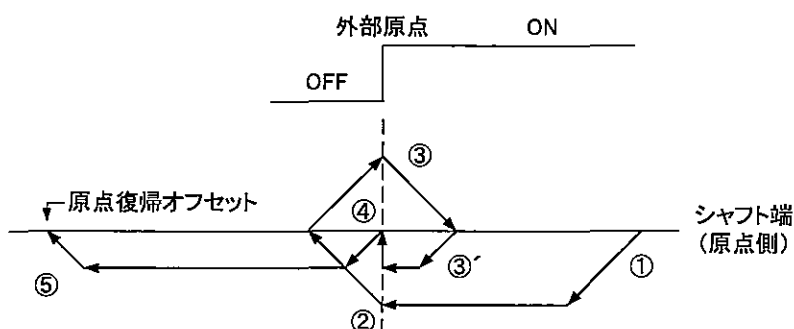 外部原点
ON
OFF
③
原点復帰オフセット
④
シャフト端
（原点側）
③´
①
⑤
②